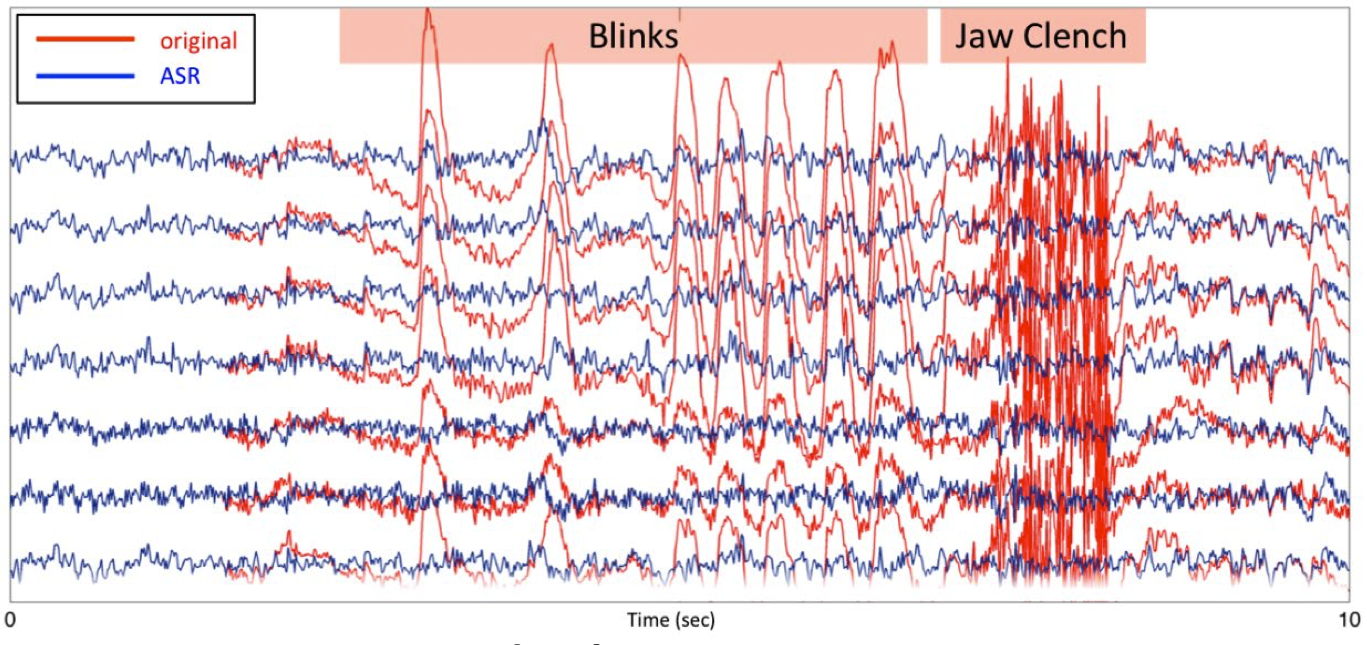 original
ASR
Blinks
Jaw Clench
0
Time (sec)
10